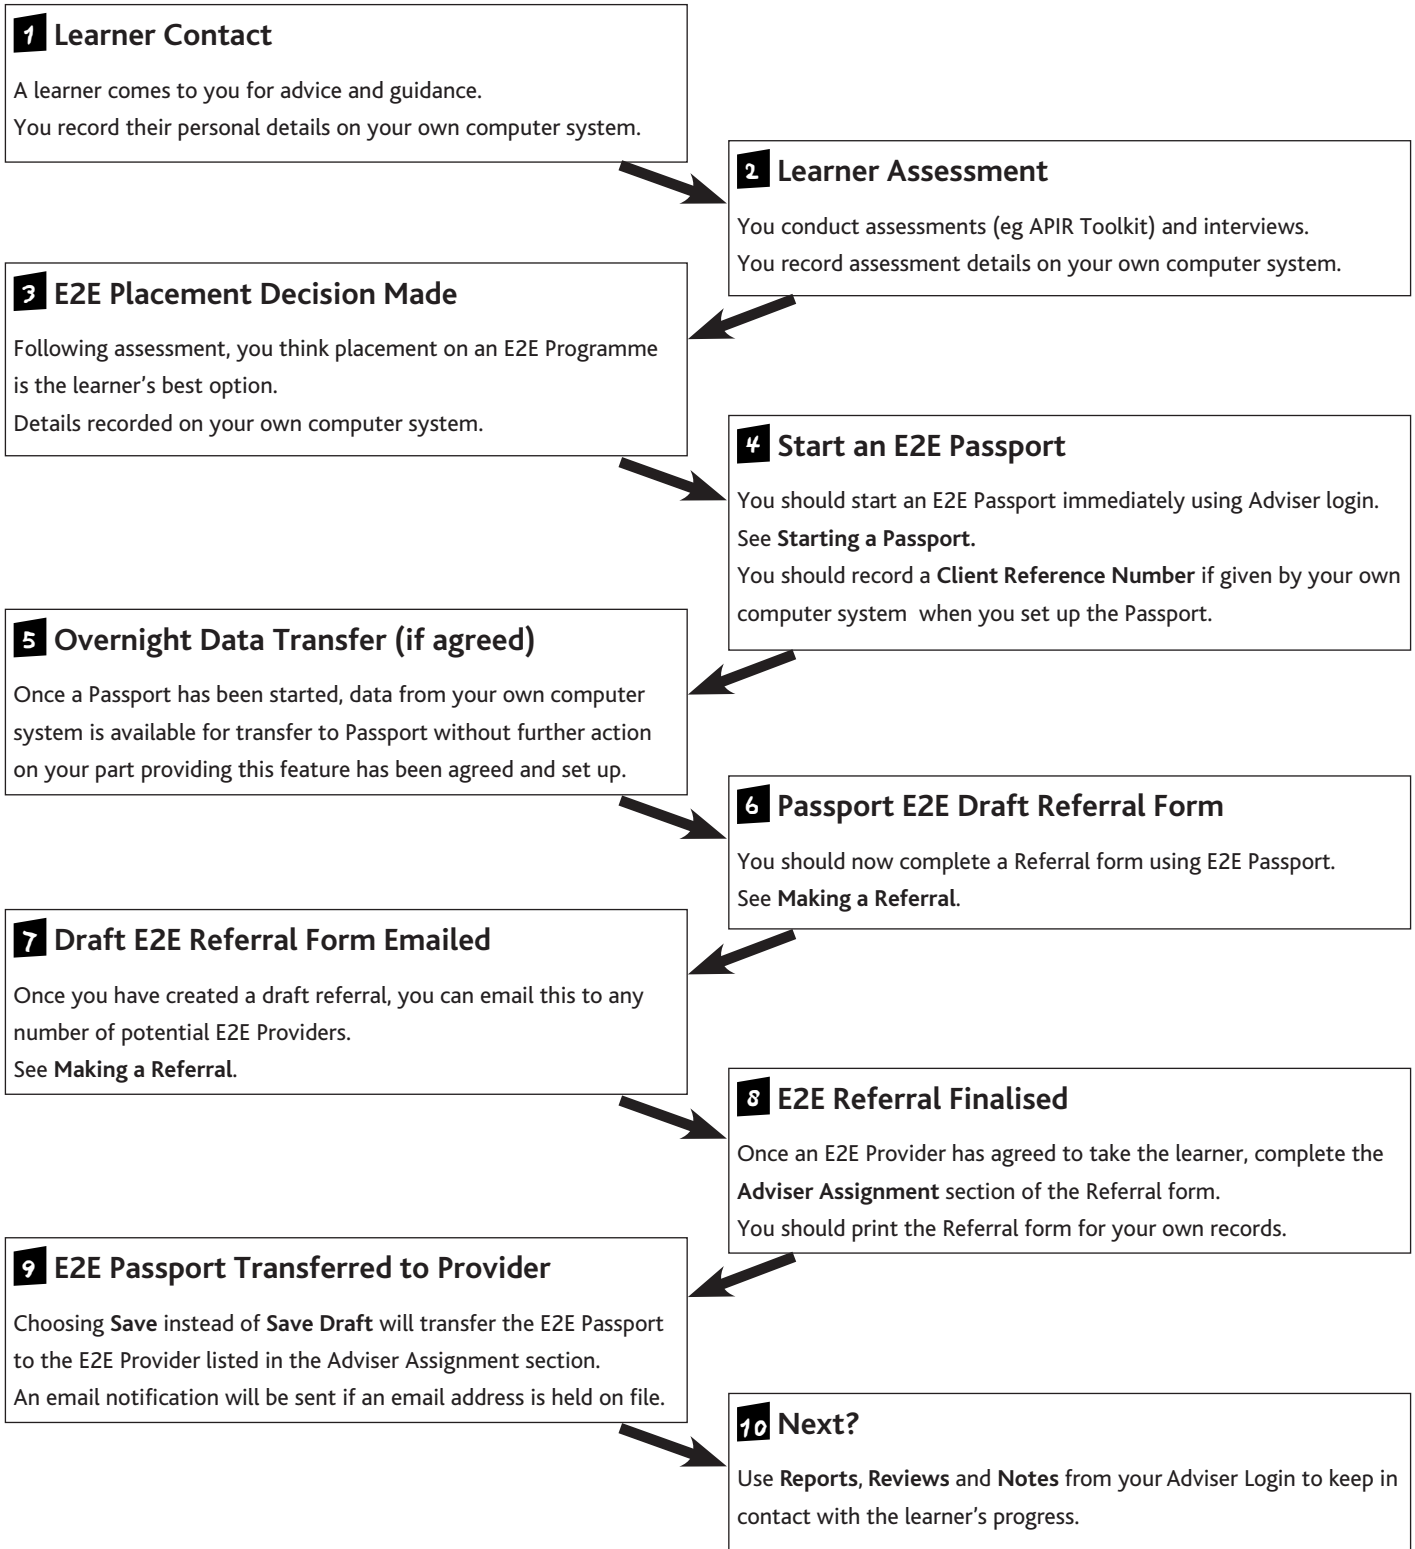 1 Learner Contact
A learner comes to you for advice and guidance.
You record their personal details on your own computer system.
2 Learner Assessment
You conduct assessments (eg APIR Toolkit) and interviews.
You record assessment details on your own computer system.
3 E2E Placement Decision Made
Following assessment, you think placement on an E2E Programme
is the learner’s best option.
Details recorded on your own computer system.
4 Start an E2E Passport
You should start an E2E Passport immediately using Adviser login.
See Starting a Passport.
You should record a Client Reference Number if given by your own
computer system when you set up the Passport.
5 Overnight Data Transfer (if agreed)
Once a Passport has been started, data from your own computer
system is available for transfer to Passport without further action
on your part providing this feature has been agreed and set up.
6 Passport E2E Draft Referral Form
You should now complete a Referral form using E2E Passport.
See Making a Referral.
7 Draft E2E Referral Form Emailed
Once you have created a draft referral, you can email this to any
number of potential E2E Providers.
See Making a Referral.
8 E2E Referral Finalised
Once an E2E Provider has agreed to take the learner, complete the
Adviser Assignment section of the Referral form.
You should print the Referral form for your own records.
9 E2E Passport Transferred to Provider
Choosing Save instead of Save Draft will transfer the E2E Passport
to the E2E Provider listed in the Adviser Assignment section.
An email notification will be sent if an email address is held on file.
10 Next?
Use Reports, Reviews and Notes from your Adviser Login to keep in
contact with the learner’s progress.